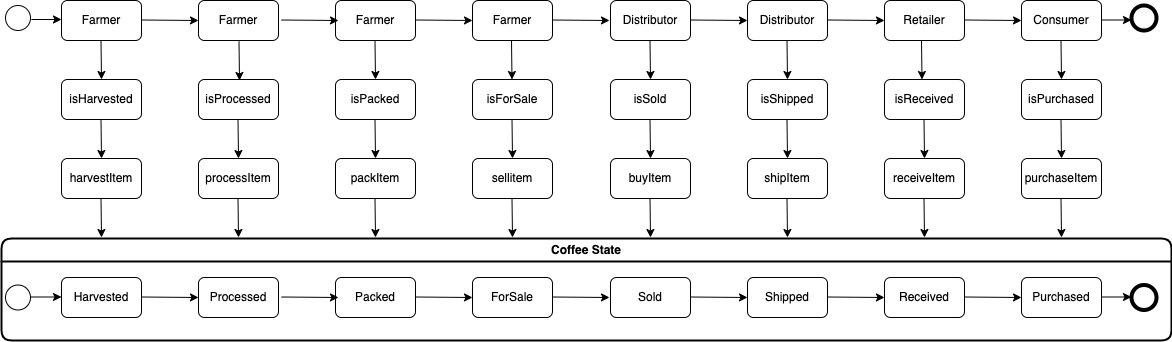 Farmer Farmer Farmer Farmer Distributor Distributor Retailer Consumer
isHarvested isProcessed isPacked isForSale isSold isShipped isReceived isPurchased
harvestItem processItem packItem sellitem buyItem shipItem receiveItem purchaseItem
Coffee State
Harvested Processed Packed ForSale Sold Shipped Received Purchased